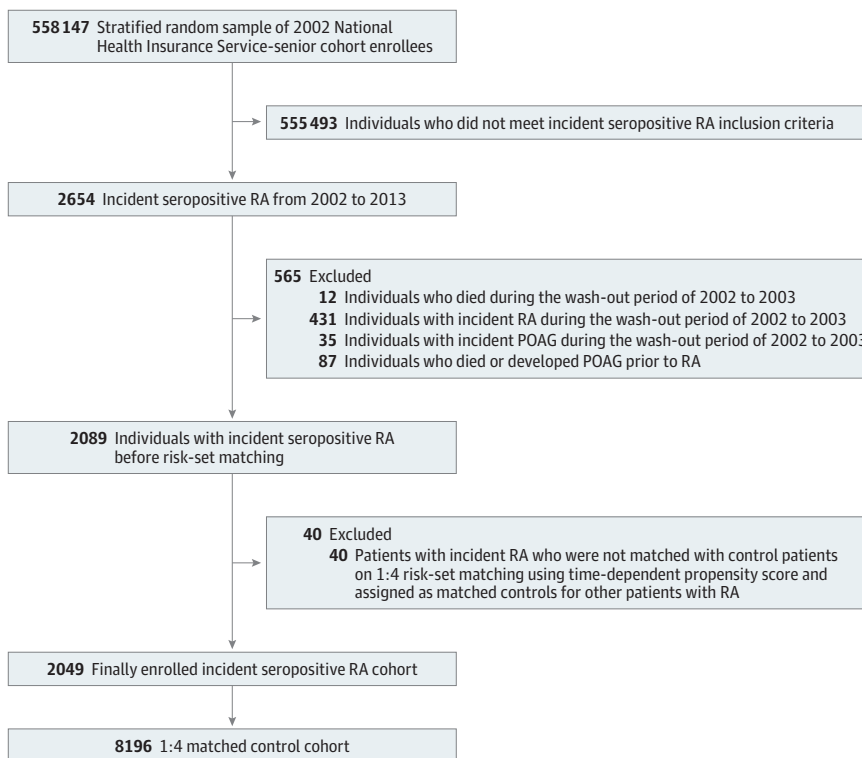 558 147 Stratified random sample of 2002 National
Health Insurance Service-senior cohort enrollees
555 493 Individuals who did not meet incident seropositive RA inclusion criteria
2654 Incident seropositive RA from 2002 to 2013
565 Excluded
12 Individuals who died during the wash-out period of 2002 to 2003
431 Individuals with incident RA during the wash-out period of 2002 to 2003
35 Individuals with incident POAG during the wash-out period of 2002 to 2003
87 Individuals who died or developed POAG prior to RA
2089 Individuals with incident seropositive RA
before risk-set matching
40 Excluded
40 Patients with incident RA who were not matched with control patients
on 1:4 risk-set matching using time-dependent propensity score and
assigned as matched controls for other patients with RA
2049 Finally enrolled incident seropositive RA cohort
8196 1:4 matched control cohort